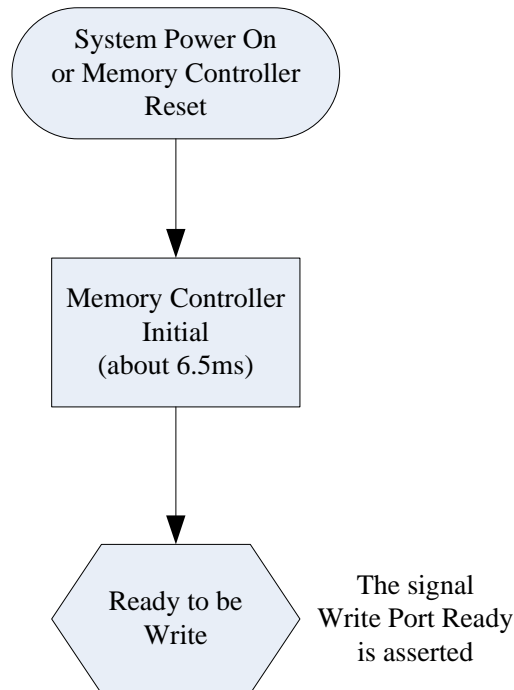 System Power On
or Memory Controller
Reset
Memory Controller
Initial
(about 6.5ms)
Ready to be
Write
The signal
Write Port Ready
is asserted